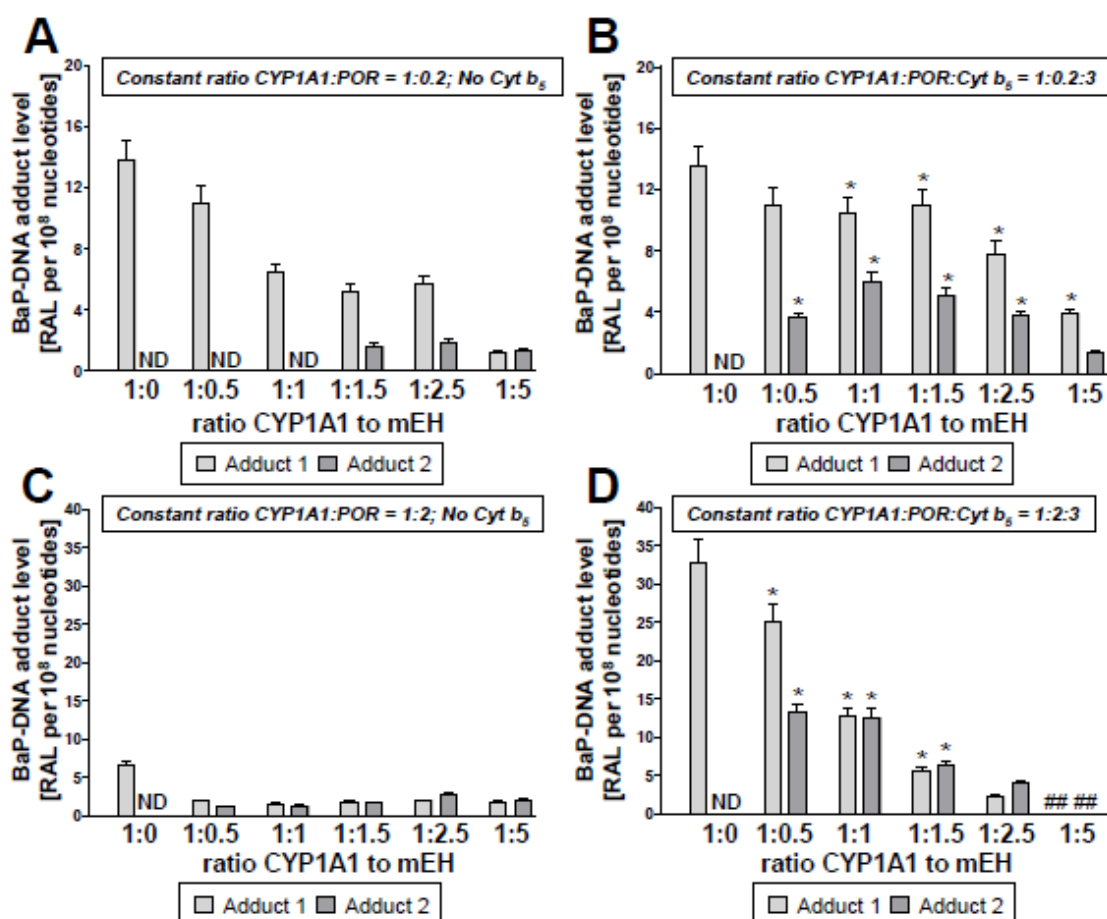 A
Constant ratio CYP1A1:POR = 1:0.2; No Cyt b₅
BaP-DNA adduct level
[RAL per 10⁸ nucleotides]
20
16
12
8
4
0
ND
ND
ND
1:0 1:0.5 1:1 1:1.5 1:2.5 1:5
ratio CYP1A1 to mEH
Adduct 1 Adduct 2
B
Constant ratio CYP1A1:POR:Cyt b₅ = 1:0.2:3
BaP-DNA adduct level
[RAL per 10⁸ nucleotides]
20
16
12
8
4
0
ND
* * * * * * * * *
1:0 1:0.5 1:1 1:1.5 1:2.5 1:5
ratio CYP1A1 to mEH
Adduct 1 Adduct 2
C
Constant ratio CYP1A1:POR = 1:2; No Cyt b₅
BaP-DNA adduct level
[RAL per 10⁸ nucleotides]
40
35
30
25
20
15
10
5
0
ND
1:0 1:0.5 1:1 1:1.5 1:2.5 1:5
ratio CYP1A1 to mEH
Adduct 1 Adduct 2
D
Constant ratio CYP1A1:POR:Cyt b₅ = 1:2:3
BaP-DNA adduct level
[RAL per 10⁸ nucleotides]
40
35
30
25
20
15
10
5
0
ND
* * * * * *
## ##
1:0 1:0.5 1:1 1:1.5 1:2.5 1:5
ratio CYP1A1 to mEH
Adduct 1 Adduct 2